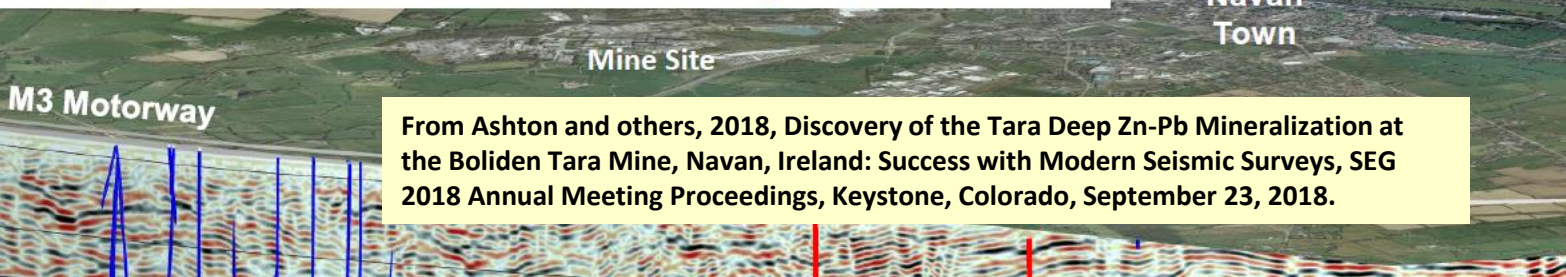 Navan
Town
Mine Site
M3 Motorway
From Ashton and others, 2018, Discovery of the Tara Deep Zn-Pb Mineralization at
the Boliden Tara Mine, Navan, Ireland: Success with Modern Seismic Surveys, SEG
2018 Annual Meeting Proceedings, Keystone, Colorado, September 23, 2018.